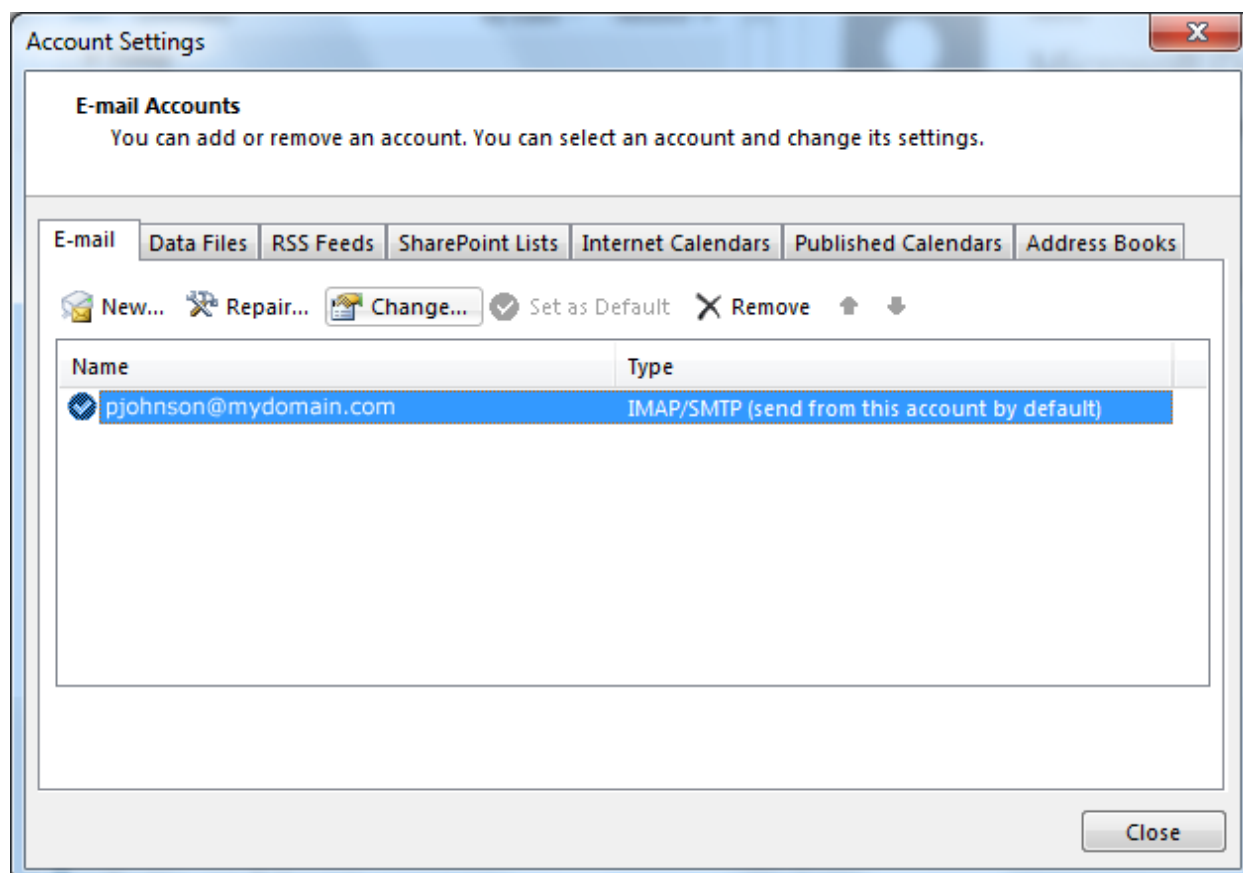 Account Settings
E-mail Accounts
You can add or remove an account. You can select an account and change its settings.
E-mail Data Files RSS Feeds SharePoint Lists Internet Calendars Published Calendars Address Books
New... Repair... Change... Set as Default Remove
Name Type
pjohnson@mydomain.com IMAP/SMTP (send from this account by default)
Close